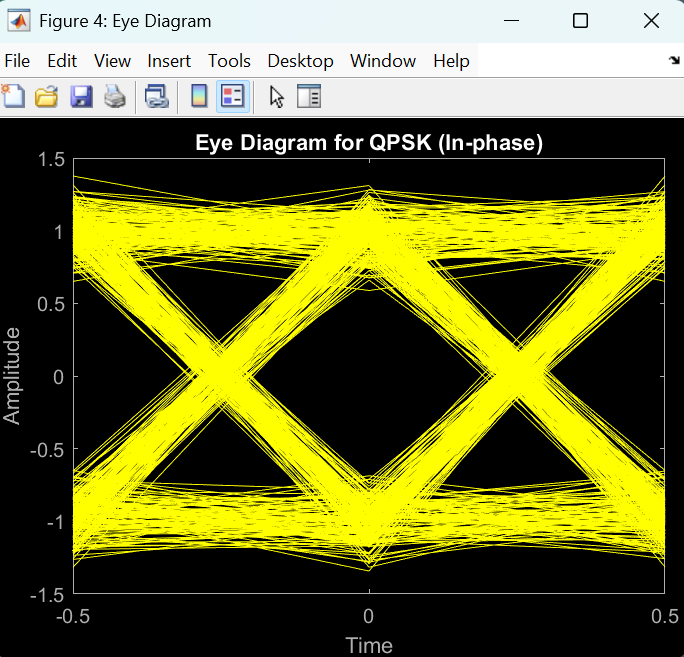 Figure 4: Eye Diagram
File Edit View Insert Tools Desktop Window Help
Eye Diagram for QPSK (In-phase)
1.5
1
0.5
0
-0.5
-1
-1.5
Amplitude
-0.5 0 0.5
Time